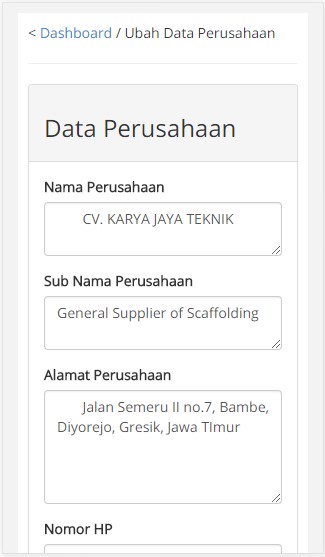 < Dashboard / Ubah Data Perusahaan
Data Perusahaan
Nama Perusahaan
CV. KARYA JAYA TEKNIK
Sub Nama Perusahaan
General Supplier of Scaffolding
Alamat Perusahaan
Jalan Semeru II no.7, Bambe,
Diyorejo, Gresik, Jawa TImur
Nomor HP